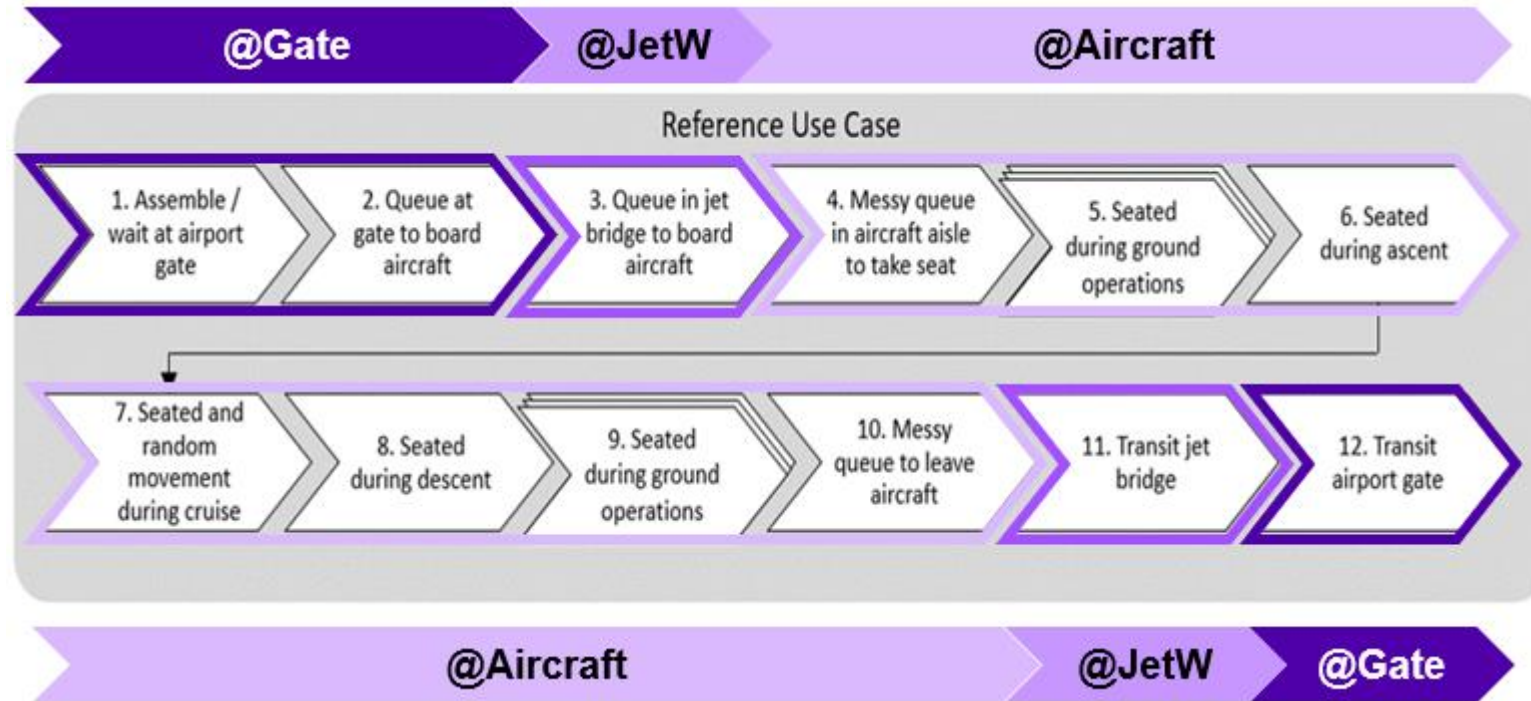 @Gate @JetW @Aircraft
Reference Use Case
1. Assemble /
wait at airport
gate
2. Queue at
gate to board
aircraft
3. Queue in jet
bridge to board
aircraft
4. Messy queue
in aircraft aisle
to take seat
5. Seated
during ground
operations
6. Seated
during ascent
7. Seated and
random
movement
during cruise
8. Seated
during descent
9. Seated
during ground
operations
10. Messy
queue to leave
aircraft
11. Transit jet
bridge
12. Transit
airport gate
@Aircraft @JetW @Gate